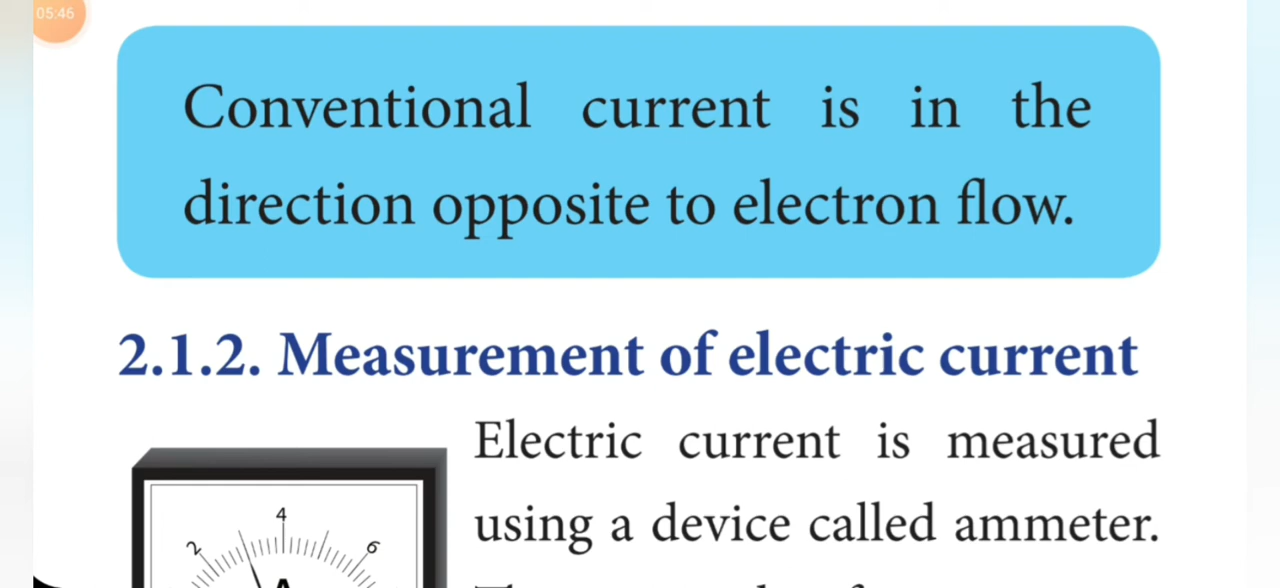 05:46
Conventional current is in the
direction opposite to electron flow.
2.1.2. Measurement of electric current
Electric current is measured
using a device called ammeter.
2
4
6
A